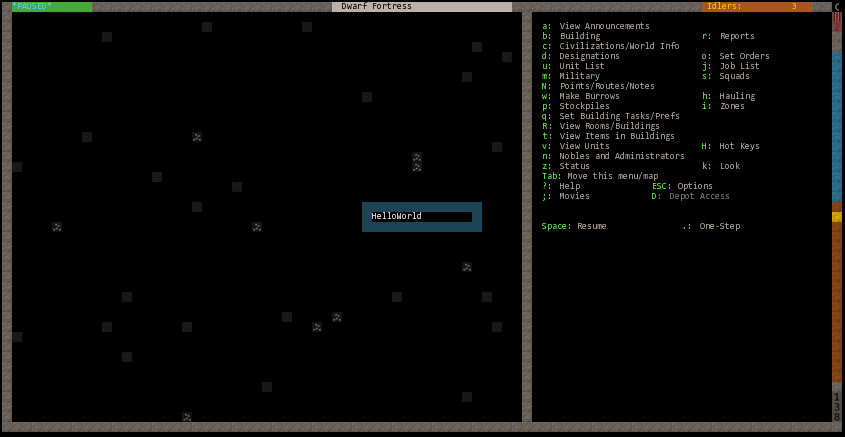 *PAUSED* Dwarf Fortress Idlers: 3
HelloWorld
a: View Announcements
b: Building r: Reports
c: Civilizations/World Info
d: Designations o: Set Orders
u: Unit List j: Job List
m: Military s: Squads
N: Points/Routes/Notes
w: Make Burrows h: Hauling
p: Stockpiles i: Zones
q: Set Building Tasks/Prefs
R: View Rooms/Buildings
t: View Items in Buildings
v: View Units H: Hot Keys
n: Nobles and Administrators
z: Status k: Look
Tab: Move this menu/map
?: Help ESC: Options
;: Movies D: Depot Access
Space: Resume .: One-Step
138